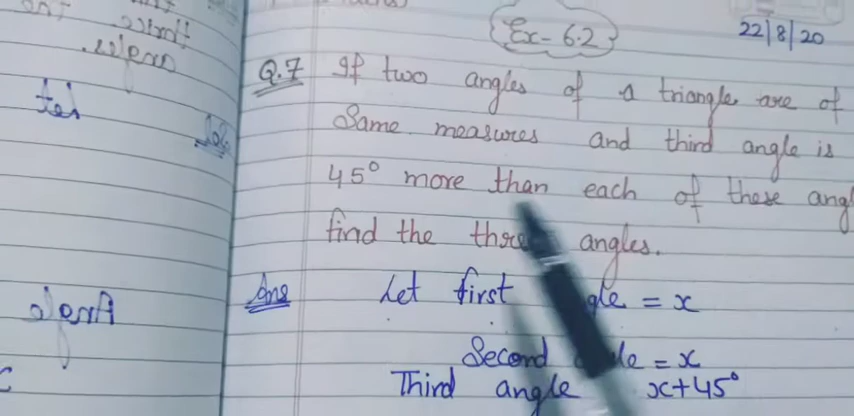 Ex-6.2
22/8/20
Q.7 If two angles of a triangle are of
Same measures and third angle is
45° more than each of these angl
find the three angles.
Ans Let first gle = x
Second le = x
Third angle x+45°